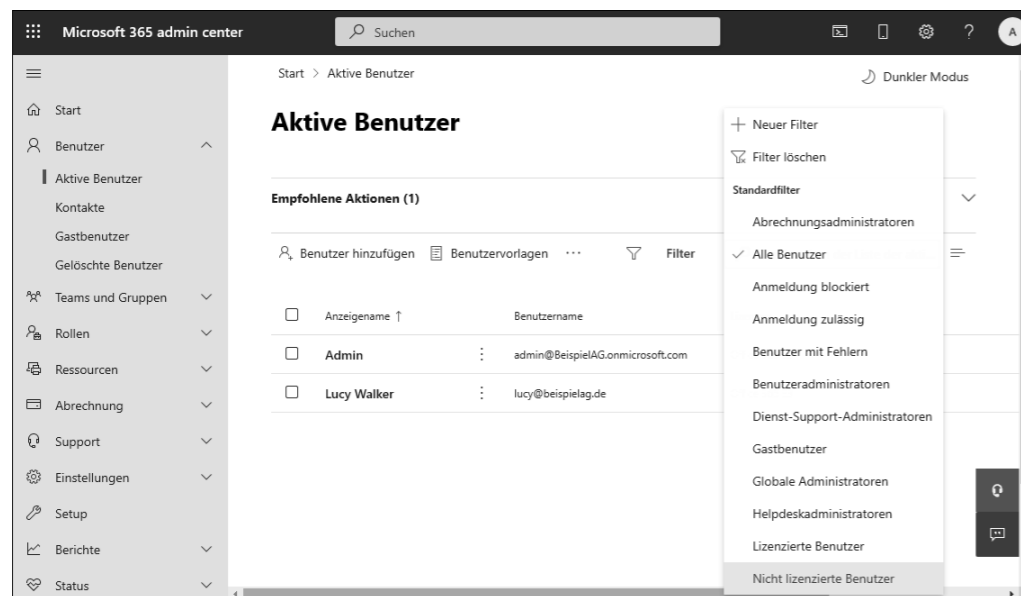 Microsoft 365 admin center
Suchen
?
A
Start > Aktive Benutzer
Dunkler Modus
Start
Benutzer
Aktive Benutzer
Kontakte
Gastbenutzer
Gelöschte Benutzer
Teams und Gruppen
Rollen
Ressourcen
Abrechnung
Support
Einstellungen
Setup
Berichte
Status
Aktive Benutzer
Empfohlene Aktionen (1)
Benutzer hinzufügen Benutzervorlagen ... Filter
Anzeigename ↑ Benutzername
Admin admin@BeispielAG.onmicrosoft.com
Lucy Walker lucy@beispielag.de
Neuer Filter
Filter löschen
Standardfilter
Abrechnungsadministratoren
Alle Benutzer
Anmeldung blockiert
Anmeldung zulässig
Benutzer mit Fehlern
Benutzeradministratoren
Dienst-Support-Administratoren
Gastbenutzer
Globale Administratoren
Helpdeskadministratoren
Lizenzierte Benutzer
Nicht lizenzierte Benutzer